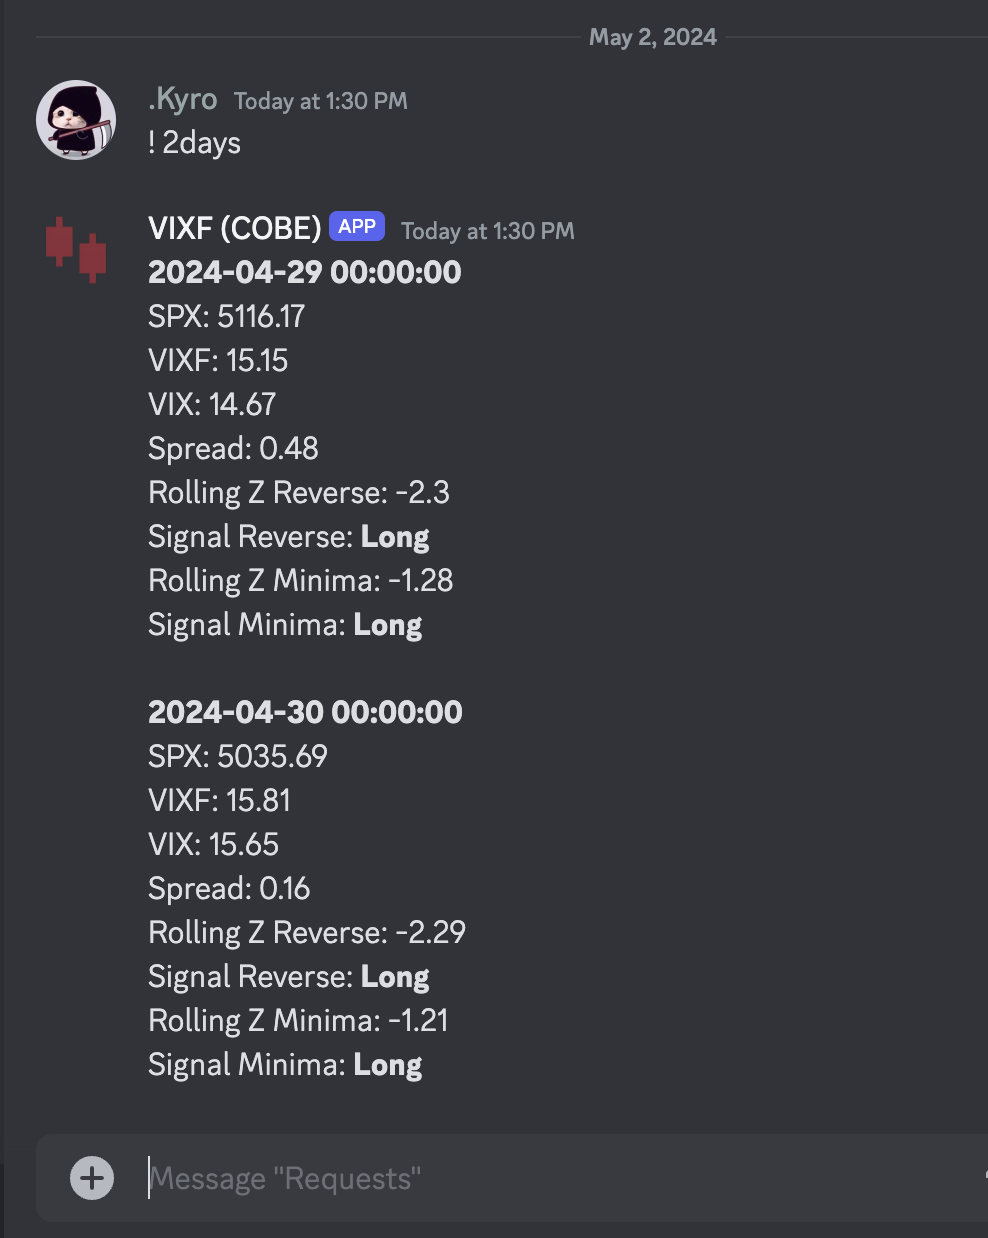 May 2, 2024
.Kyro Today at 1:30 PM
! 2days
VIXF (COBE) APP Today at 1:30 PM
2024-04-29 00:00:00
SPX: 5116.17
VIXF: 15.15
VIX: 14.67
Spread: 0.48
Rolling Z Reverse: -2.3
Signal Reverse: Long
Rolling Z Minima: -1.28
Signal Minima: Long
2024-04-30 00:00:00
SPX: 5035.69
VIXF: 15.81
VIX: 15.65
Spread: 0.16
Rolling Z Reverse: -2.29
Signal Reverse: Long
Rolling Z Minima: -1.21
Signal Minima: Long
Message "Requests"